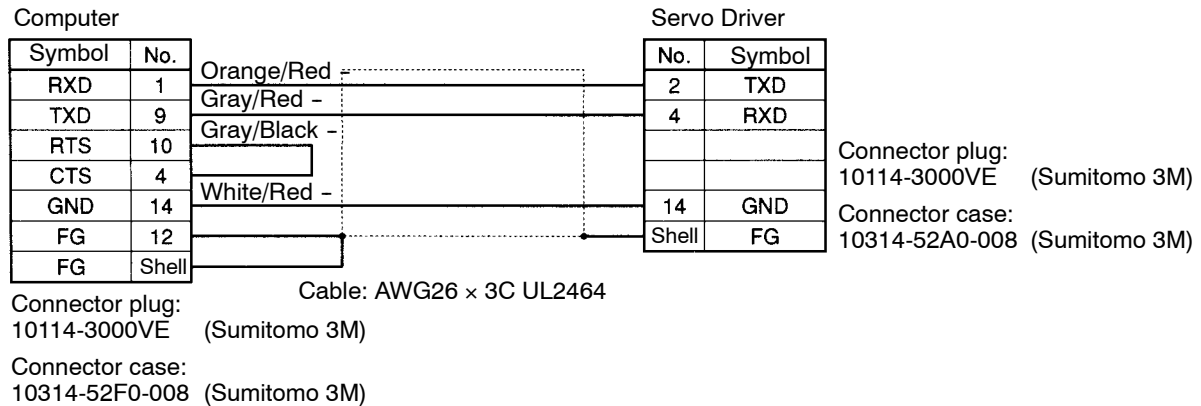 Computer
Servo Driver
Symbol No.
No. Symbol
RXD 1 Orange/Red – 2 TXD
TXD 9 Gray/Red – 4 RXD
RTS 10 Gray/Black –
CTS 4
GND 14 White/Red – 14 GND
FG 12 Shell FG
FG Shell
Connector plug:
10114-3000VE (Sumitomo 3M)
Connector case:
10314-52A0-008 (Sumitomo 3M)
Cable: AWG26 × 3C UL2464
Connector plug:
10114-3000VE (Sumitomo 3M)
Connector case:
10314-52F0-008 (Sumitomo 3M)